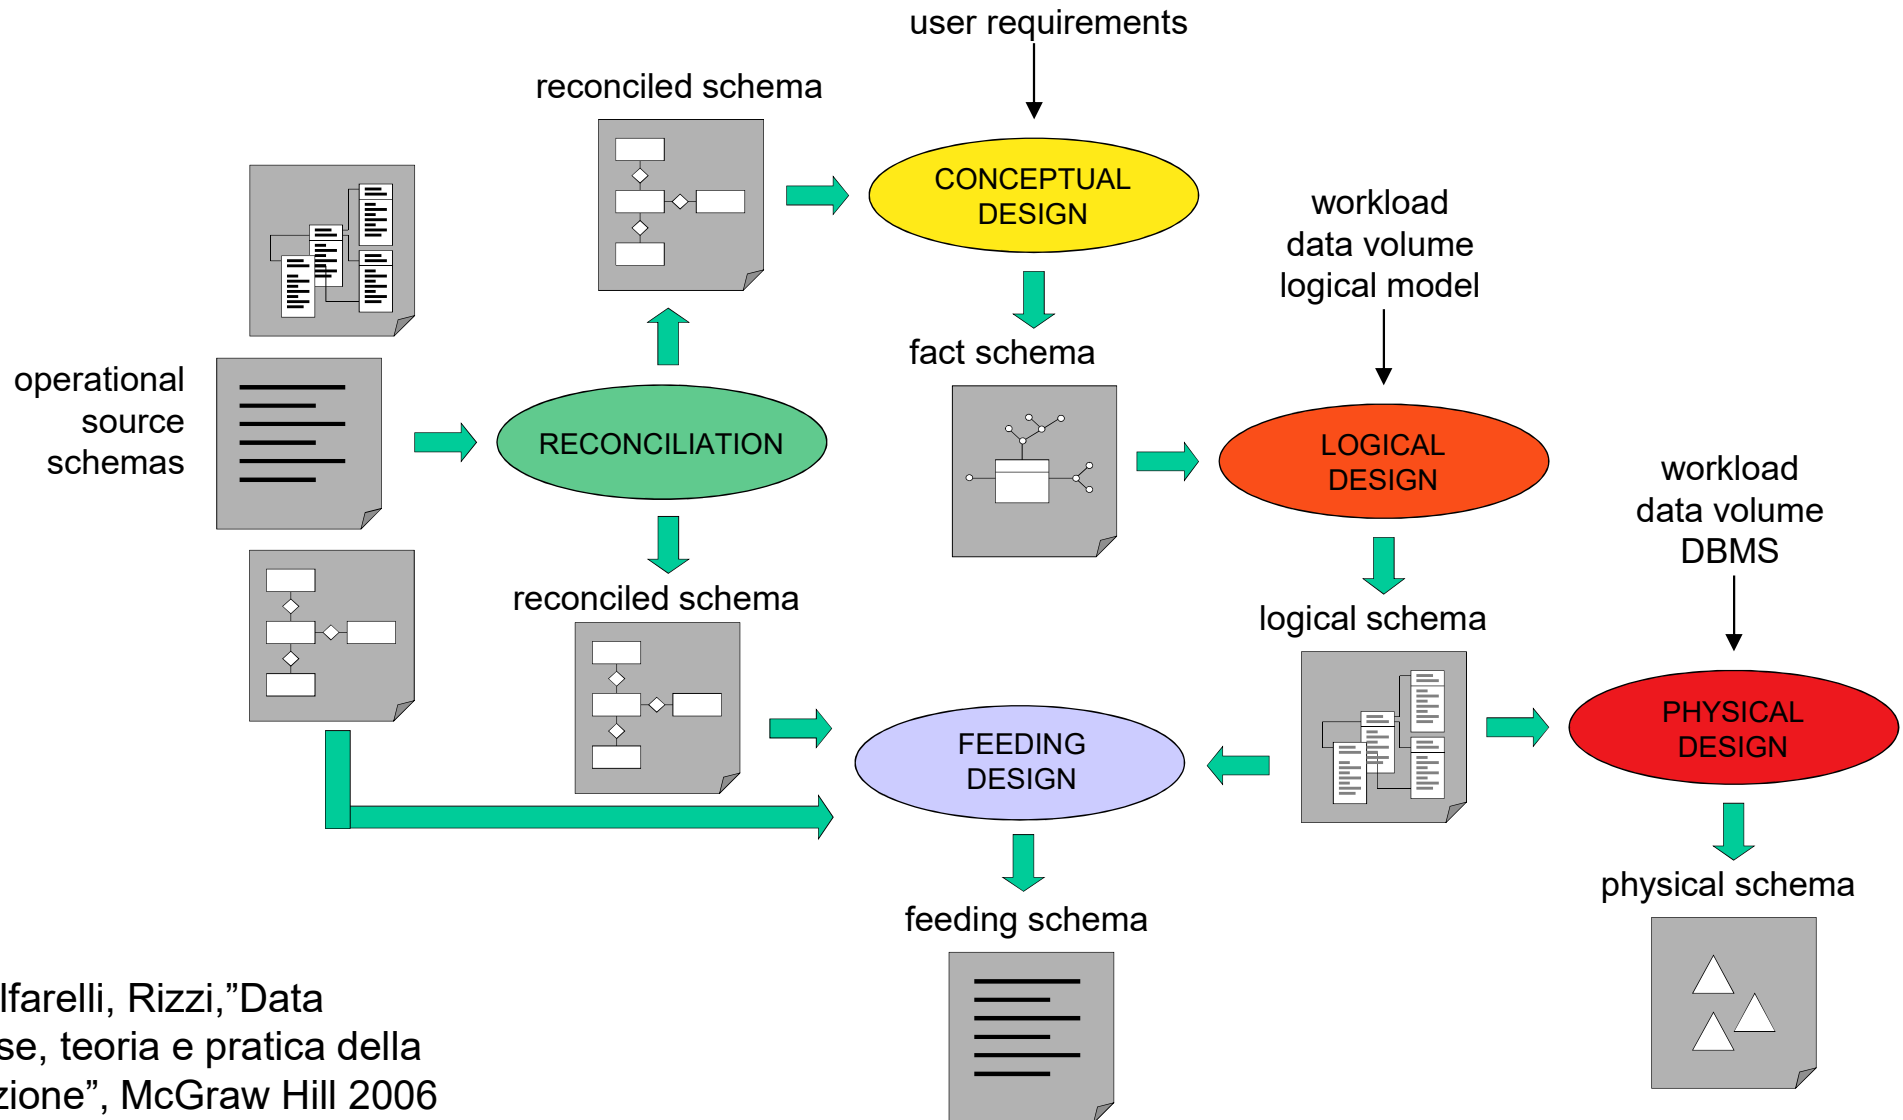 user requirements
reconciled schema
CONCEPTUAL
DESIGN
workload
data volume
logical model
operational
source
schemas
RECONCILIATION
fact schema
LOGICAL
DESIGN
workload
data volume
DBMS
reconciled schema
logical schema
FEEDING
DESIGN
PHYSICAL
DESIGN
feeding schema
physical schema
lfarelli, Rizzi,”Data
se, teoria e pratica della
zione”, McGraw Hill 2006